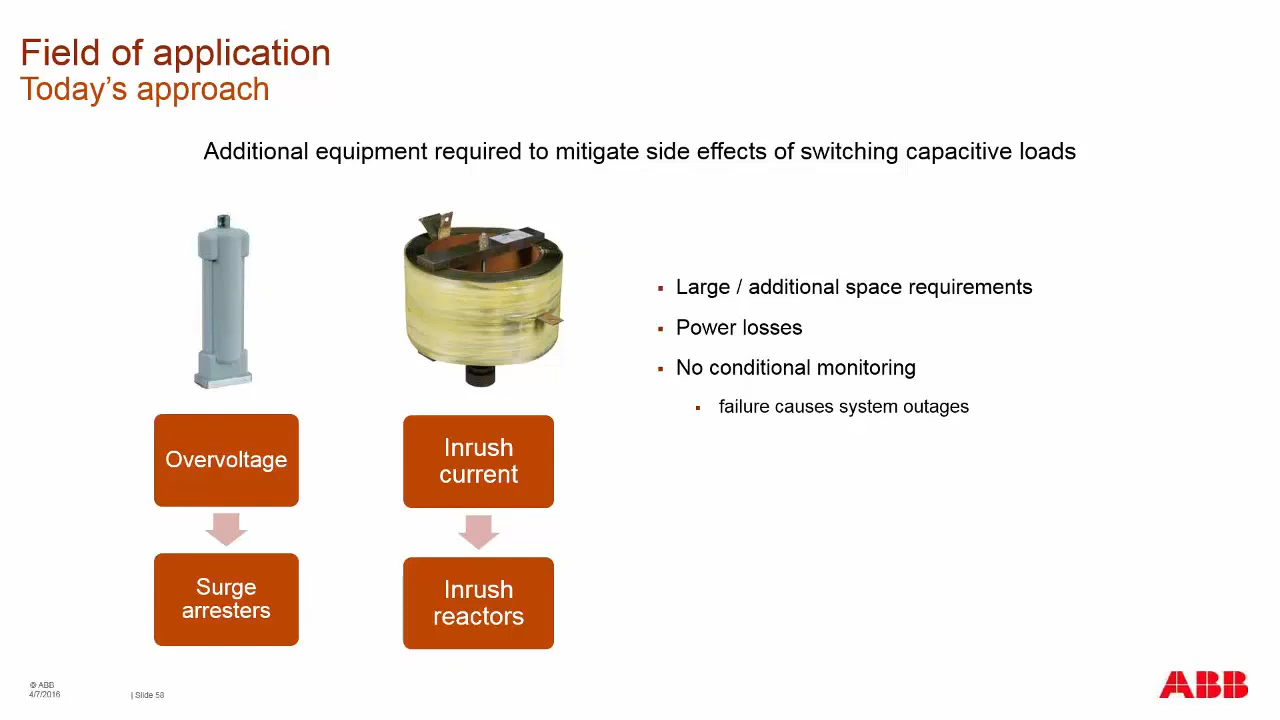 Field of application
Today's approach
Additional equipment required to mitigate side effects of switching capacitive loads
Large / additional space requirements
Power losses
No conditional monitoring
failure causes system outages
Overvoltage
Inrush
current
Surge
arresters
Inrush
reactors
© ABB
4/7/2016
| Slide 58
ABB